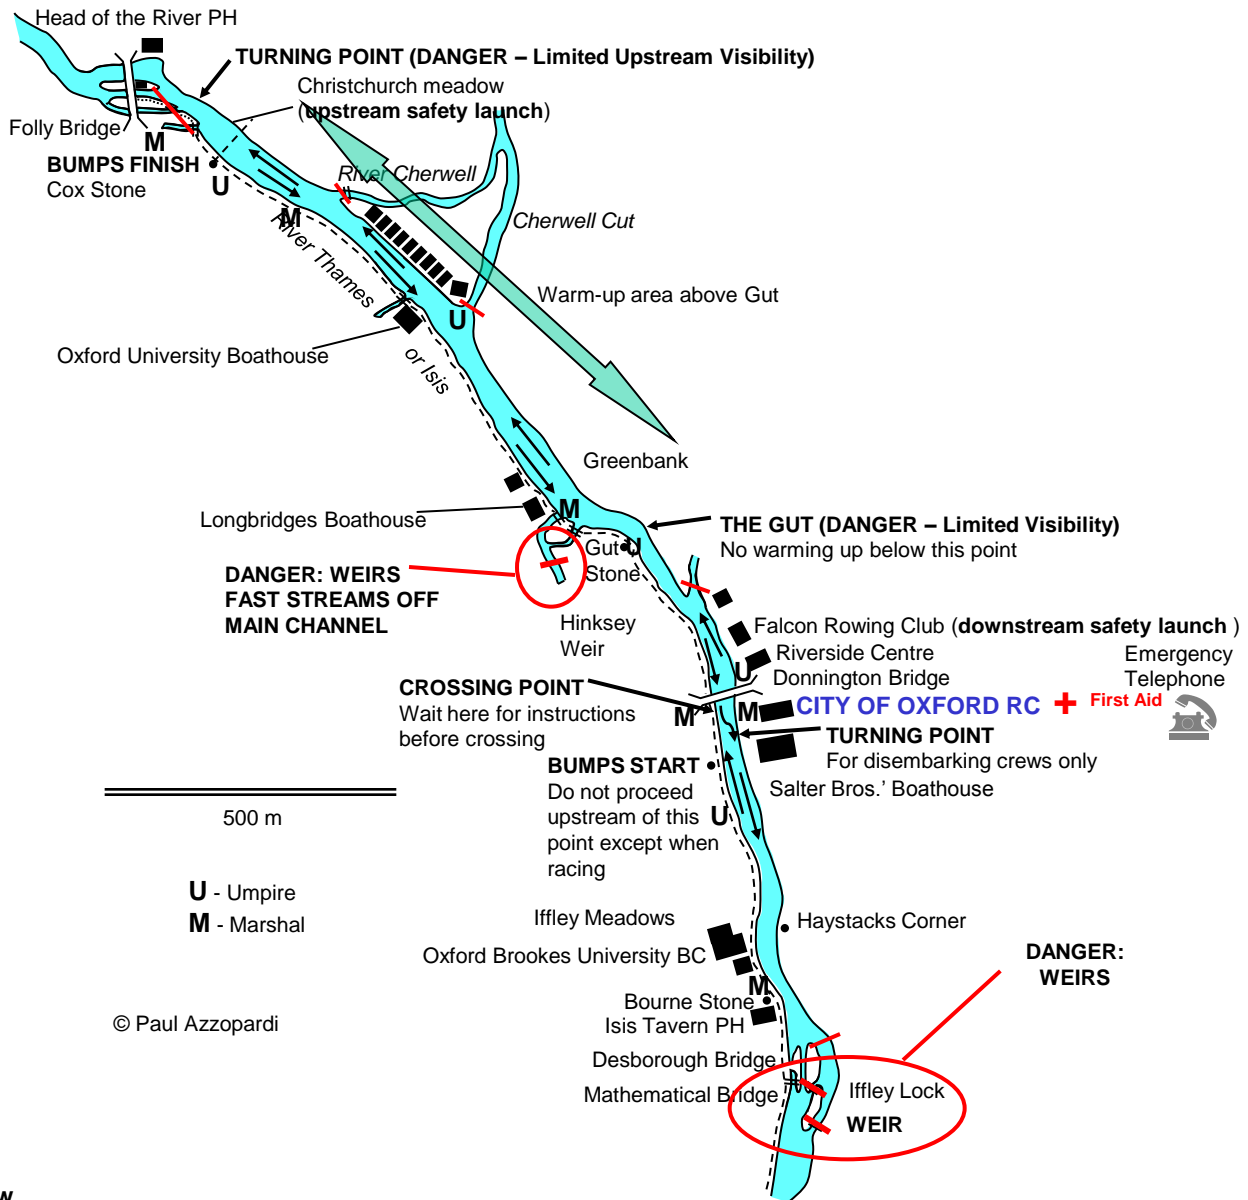 Head of the River PH
TURNING POINT (DANGER – Limited Upstream Visibility)
Christchurch meadow
(upstream safety launch)
Folly Bridge
M
BUMPS FINISH
Cox Stone
U
River Cherwell
Cherwell Cut
M
River Thames
or Isis
Warm-up area above Gut
U
Oxford University Boathouse
Greenbank
Longbridges Boathouse
M
THE GUT (DANGER – Limited Visibility)
No warming up below this point
Gut
Stone
U
DANGER: WEIRS
FAST STREAMS OFF
MAIN CHANNEL
Hinksey
Weir
Falcon Rowing Club (downstream safety launch )
Riverside Centre
Donnington Bridge
Emergency
Telephone
U
CROSSING POINT
Wait here for instructions
before crossing
M
M
CITY OF OXFORD RC
First Aid
TURNING POINT
For disembarking crews only
BUMPS START
Do not proceed
upstream of this
point except when
racing
Salter Bros.' Boathouse
U
500 m
U - Umpire
M - Marshal
Iffley Meadows
Haystacks Corner
Oxford Brookes University BC
DANGER:
WEIRS
M
Bourne Stone
Isis Tavern PH
© Paul Azzopardi
Desborough Bridge
Mathematical Bridge
Iffley Lock
WEIR